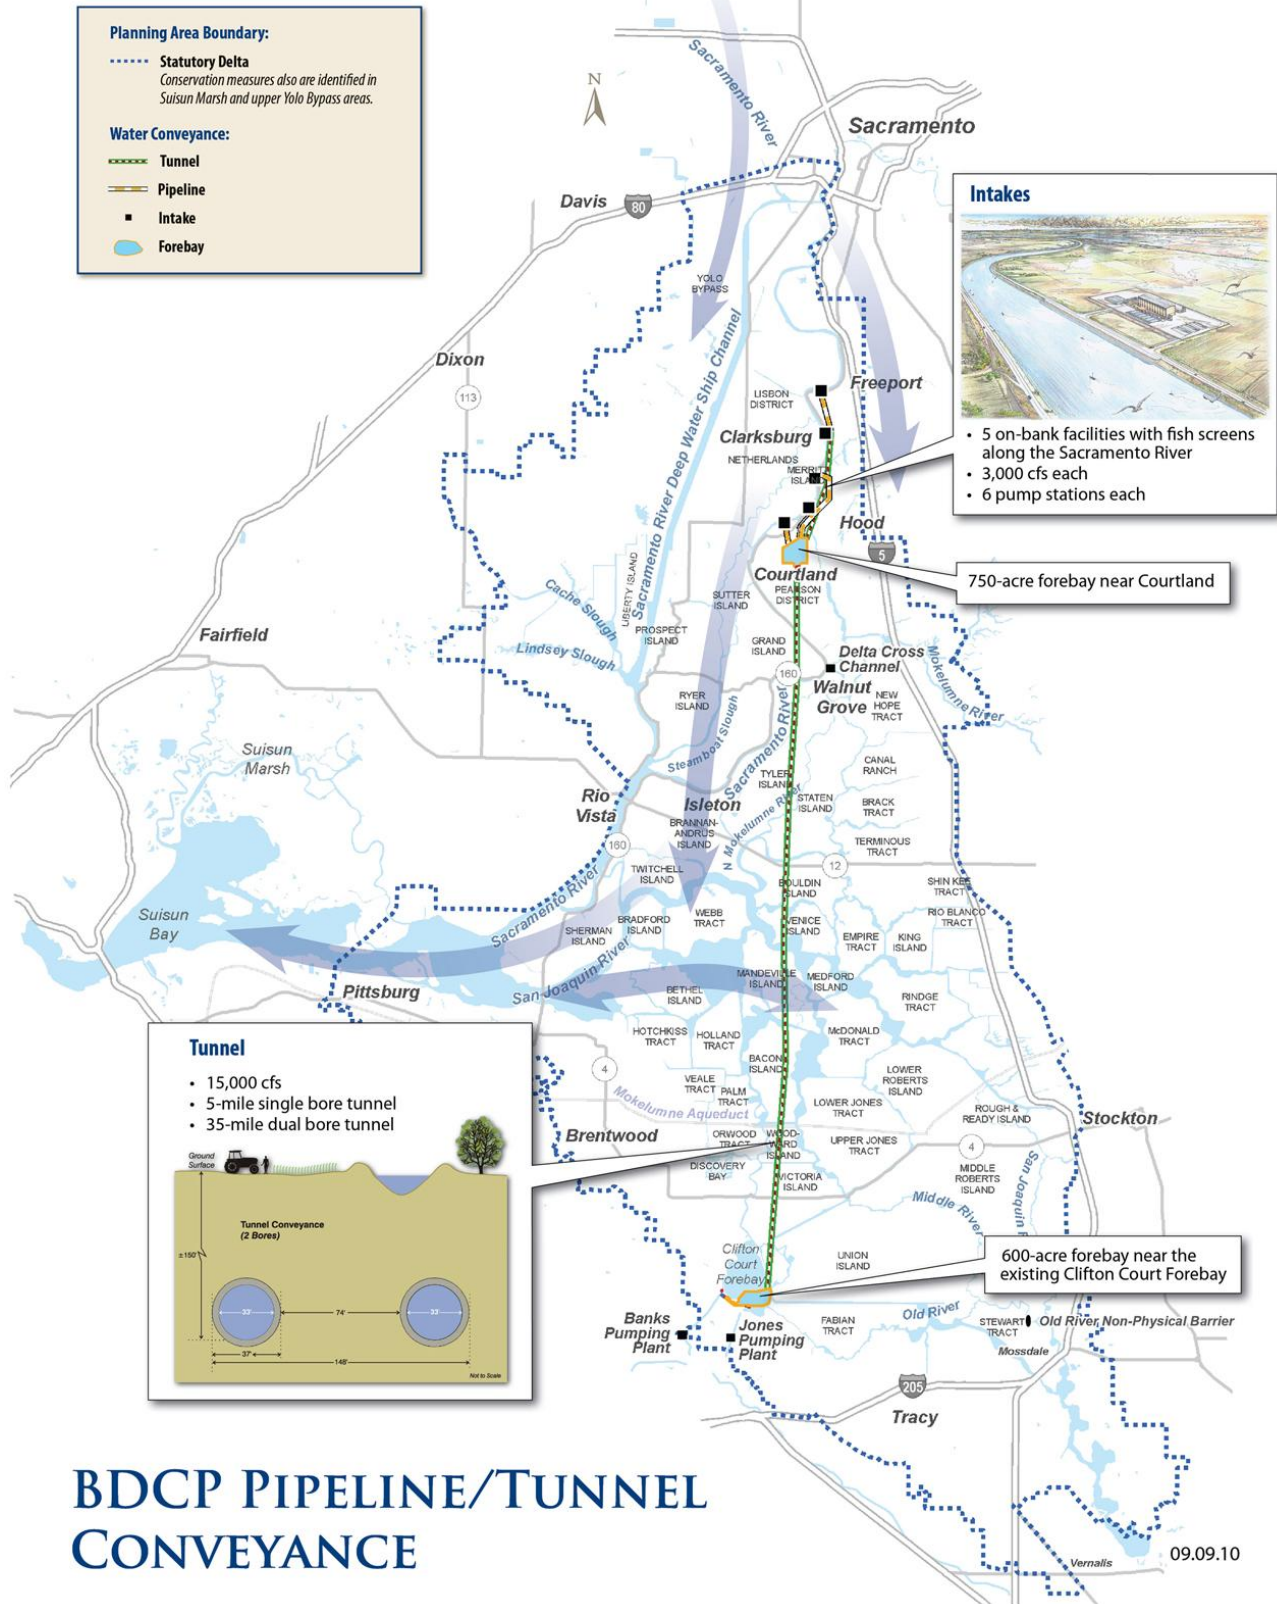 Planning Area Boundary:
Statutory Delta
Conservation measures also are identified in
Suisun Marsh and upper Yolo Bypass areas.
Water Conveyance:
Tunnel
Pipeline
Intake
Forebay
N
Sacramento River
Sacramento
Davis
80
Intakes
• 5 on-bank facilities with fish screens
along the Sacramento River
• 3,000 cfs each
• 6 pump stations each
YOLO
BYPASS
Sacramento River Deep Water Ship Channel
Dixon
113
LISBON
DISTRICT
Freeport
Clarksburg
NETHERLANDS
MERRITT
ISLAND
Hood
5
Courtland
750-acre forebay near Courtland
PEARSON
DISTRICT
SUTTER
ISLAND
LIBERTY ISLAND
Cache Slough
PROSPECT
ISLAND
Lindsey Slough
Fairfield
GRAND
ISLAND
160
Delta Cross
Channel
Mokelumne River
Walnut
Grove
NEW
HOPE
TRACT
RYER
ISLAND
Steamboat Slough
Sacramento River
Suisun
Marsh
CANAL
RANCH
TYLER
ISLAND
STATEN
ISLAND
BRACK
TRACT
Rio
Vista
Isleton
BRANNAN-
ANDRUS
ISLAND
N Mokelumne River
TERMINOUS
TRACT
160
12
TWITCHELL
ISLAND
BOULDIN
ISLAND
SHIN KEE
TRACT
Sacramento River
Suisun
Bay
BRADFORD
ISLAND
WEBB
TRACT
VENICE
ISLAND
RIO BLANCO
TRACT
SHERMAN
ISLAND
EMPIRE
TRACT
KING
ISLAND
San Joaquin River
MANDEVILLE
ISLAND
MEDFORD
ISLAND
Pittsburg
BETHEL
ISLAND
RINDGE
TRACT
HOTCHKISS
TRACT
HOLLAND
TRACT
McDONALD
TRACT
BACON
ISLAND
4
VEALE
TRACT
PALM
TRACT
LOWER
ROBERTS
ISLAND
Mokelumne Aqueduct
LOWER JONES
TRACT
ROUGH &
READY ISLAND
Stockton
Brentwood
ORWOOD
TRACT
WOOD-
WARD
ISLAND
UPPER JONES
TRACT
4
DISCOVERY
BAY
VICTORIA
ISLAND
MIDDLE
ROBERTS
ISLAND
San Joaquin R
Middle River
Tunnel
• 15,000 cfs
• 5-mile single bore tunnel
• 35-mile dual bore tunnel
Ground
Surface
Tunnel Conveyance
(2 Bores)
±150'
33'
74'
33'
37'
148'
Not to Scale
Clifton
Court
Forebay
UNION
ISLAND
600-acre forebay near the
existing Clifton Court Forebay
Banks
Pumping
Plant
Jones
Pumping
Plant
FABIAN
TRACT
Old River
STEWART
TRACT
Old River Non-Physical Barrier
Mossdale
205
Tracy
BDCP Pipeline/Tunnel
Conveyance
Vernalis
09.09.10